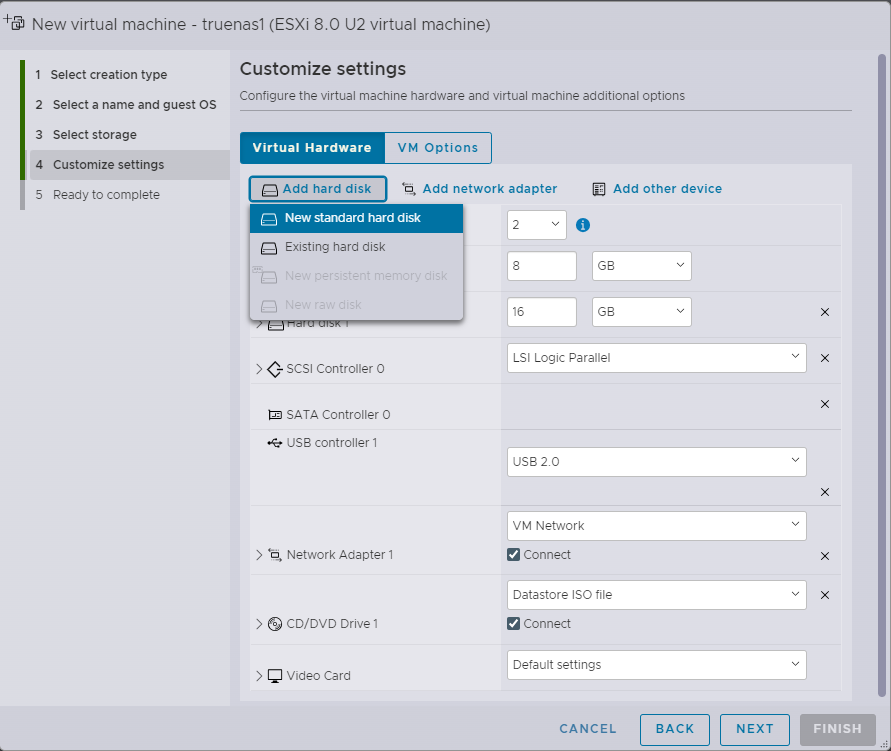 New virtual machine - truenas1 (ESXi 8.0 U2 virtual machine)
1 Select creation type
2 Select a name and guest OS
3 Select storage
4 Customize settings
5 Ready to complete
Customize settings
Configure the virtual machine hardware and virtual machine additional options
Virtual Hardware VM Options
Add hard disk Add network adapter Add other device
New standard hard disk
Existing hard disk
New persistent memory disk
New raw disk
2
8 GB
Hard disk 1 16 GB
SCSI Controller 0 LSI Logic Parallel
SATA Controller 0
USB controller 1
USB 2.0
VM Network
Network Adapter 1 Connect
Datastore ISO file
CD/DVD Drive 1 Connect
Video Card Default settings
CANCEL BACK NEXT FINISH